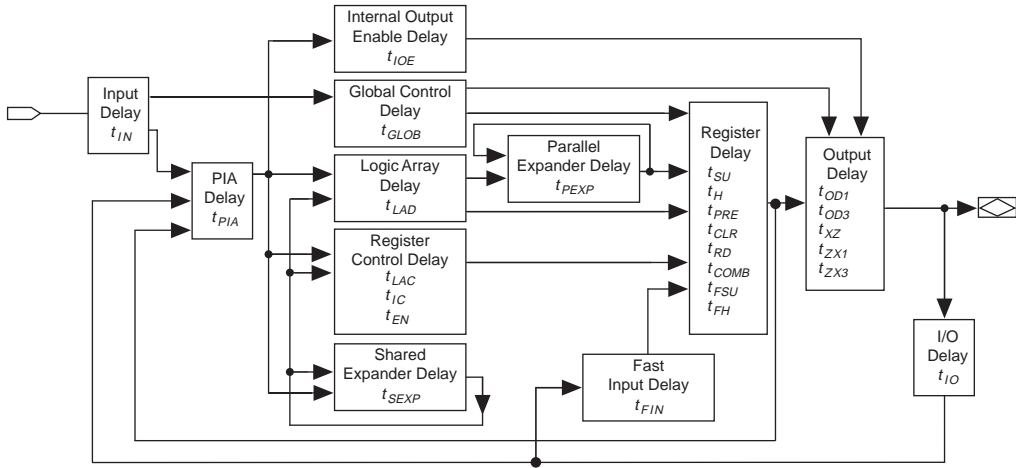 Internal Output
Enable Delay
tIOE
Input
Delay
tIN
Global Control
Delay
tGLOB
Register
Delay
tSU
tH
tPRE
tCLR
tRD
tCOMB
tFSU
tFH
Parallel
Expander Delay
tPEXP
Output
Delay
tOD1
tOD3
tXZ
tZX1
tZX3
PIA
Delay
tPIA
Logic Array
Delay
tLAD
Register
Control Delay
tLAC
tIC
tEN
I/O
Delay
tIO
Shared
Expander Delay
tSEXP
Fast
Input Delay
tFIN